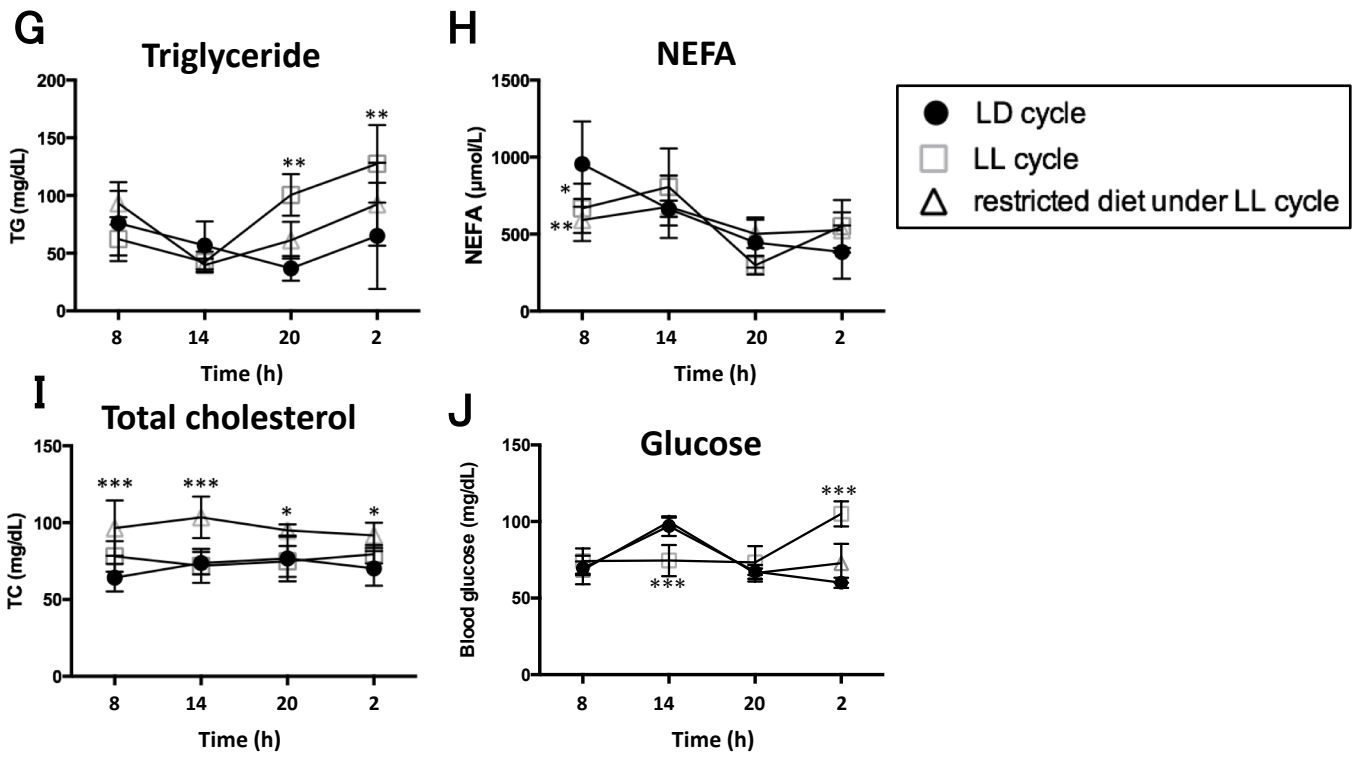 G
Triglyceride
TG (mg/dL)
200
150
100
50
0
**
**
8 14 20 2
Time (h)
H
NEFA
NEFA (µmol/L)
1500
1000
500
0
*
**
8 14 20 2
Time (h)
LD cycle
LL cycle
restricted diet under LL cycle
I
Total cholesterol
TC (mg/dL)
150
100
50
0
*** *** * *
8 14 20 2
Time (h)
J
Glucose
Blood glucose (mg/dL)
150
100
50
0
***
***
8 14 20 2
Time (h)